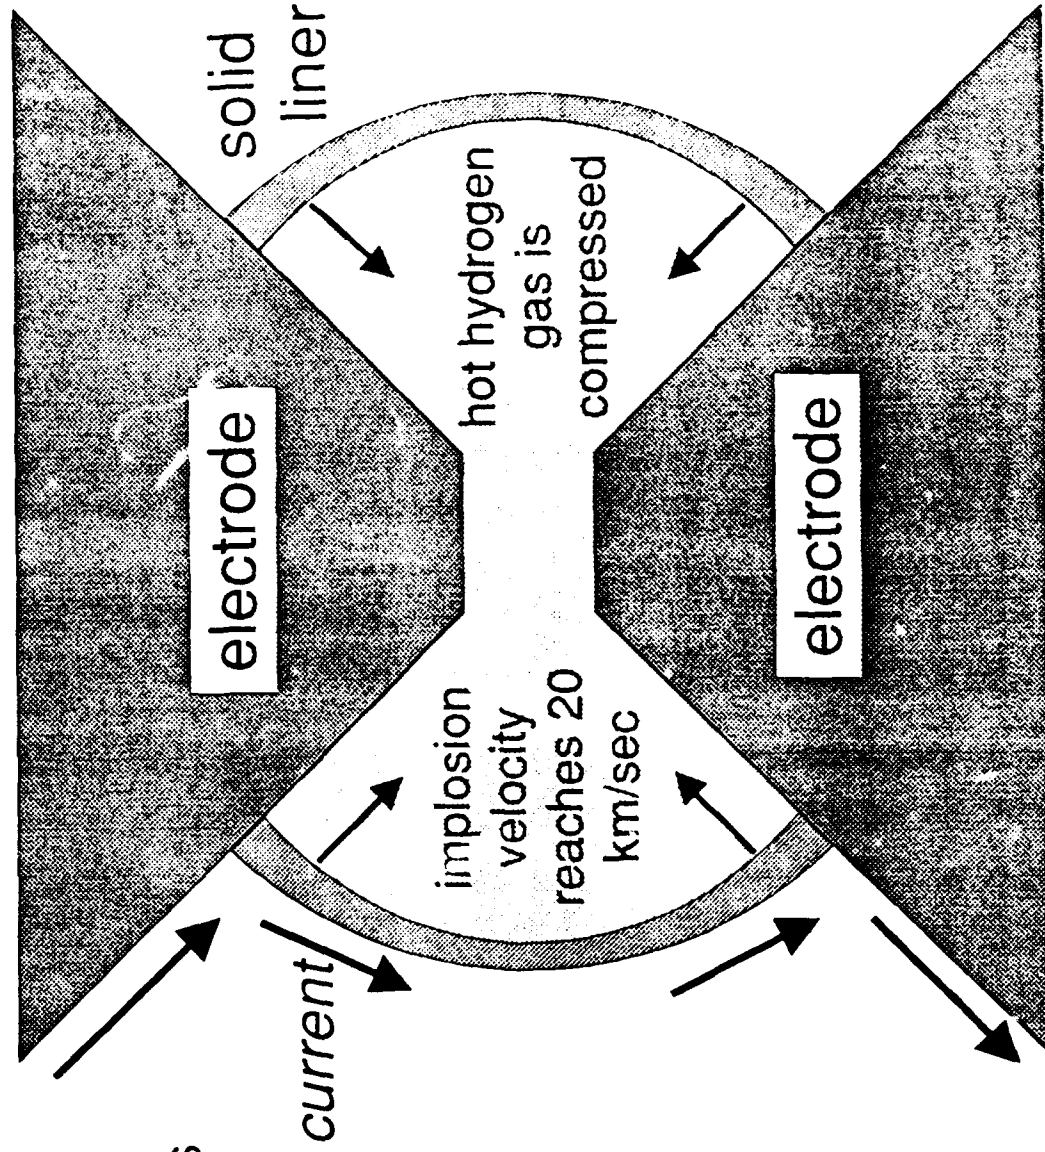 solid
liner
electrode
hot hydrogen
gas is
compressed
electrode
implosion
velocity
reaches 20
km/sec
current